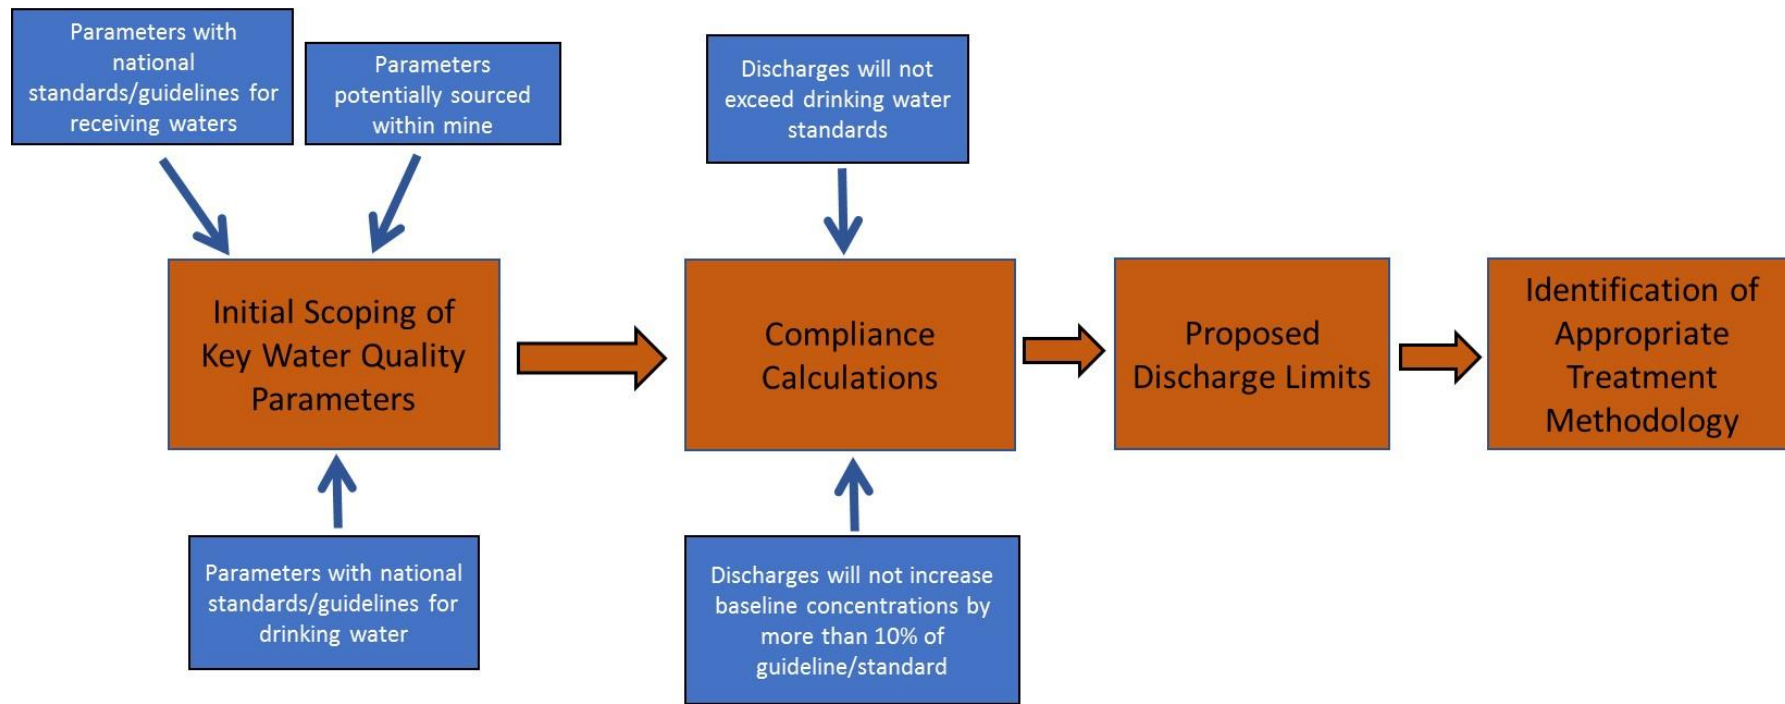 Parameters with
national
standards/guidelines for
receiving waters
Parameters
potentially sourced
within mine
Discharges will not
exceed drinking water
standards
Initial Scoping of
Key Water Quality
Parameters
Compliance
Calculations
Proposed
Discharge Limits
Identification of
Appropriate
Treatment
Methodology
Parameters with national
standards/guidelines for
drinking water
Discharges will not increase
baseline concentrations by
more than 10% of
guideline/standard